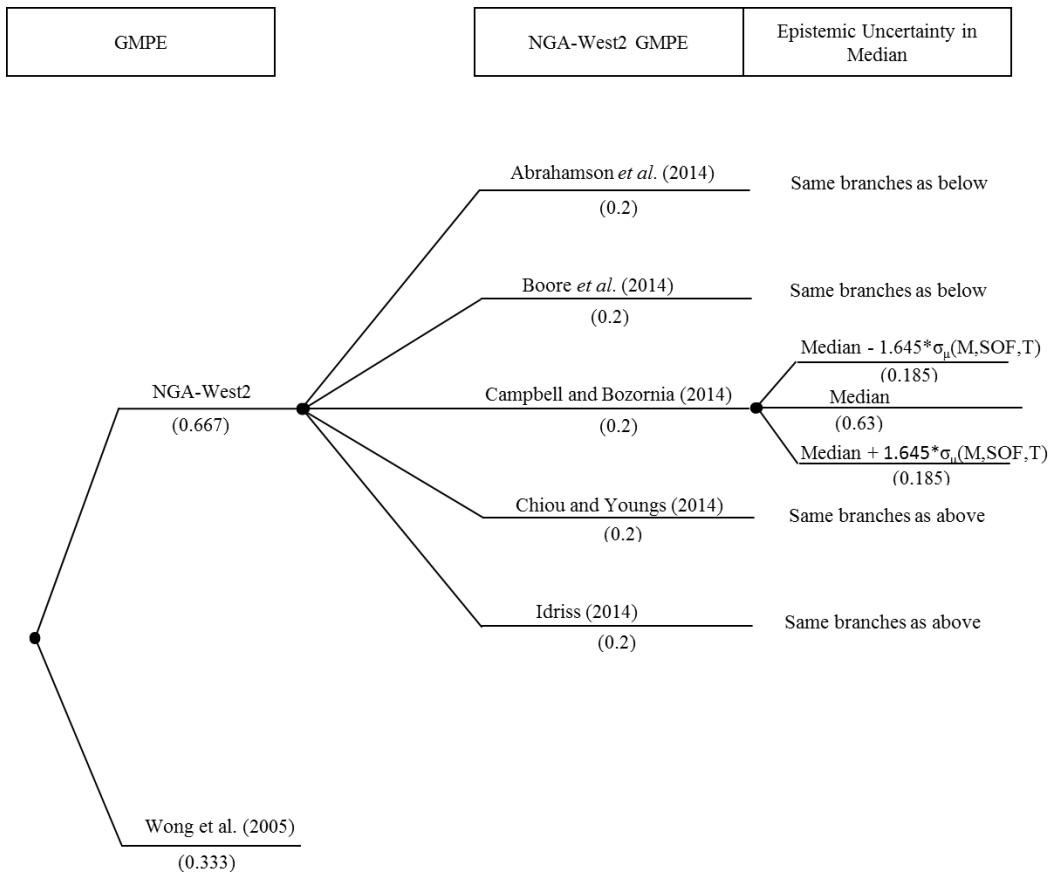 GMPE
NGA-West2 GMPE
Epistemic Uncertainty in
Median
Abrahamson et al. (2014)
(0.2)
Same branches as below
Boore et al. (2014)
(0.2)
Same branches as below
Median - 1.645*σμ(M,SOF,T)
(0.185)
NGA-West2
(0.667)
Campbell and Bozornia (2014)
(0.2)
Median
(0.63)
Median + 1.645*σμ(M,SOF,T)
(0.185)
Chiou and Youngs (2014)
(0.2)
Same branches as above
Idriss (2014)
(0.2)
Same branches as above
Wong et al. (2005)
(0.333)